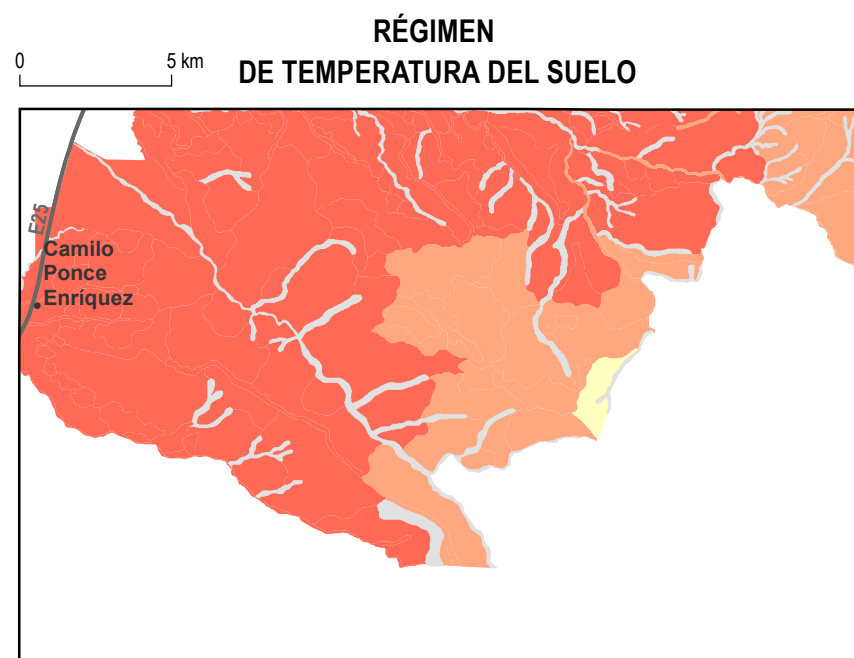 RÉGIMEN
DE TEMPERATURA DEL SUELO
0 5 km
E25
Camilo
Ponce
Enríquez